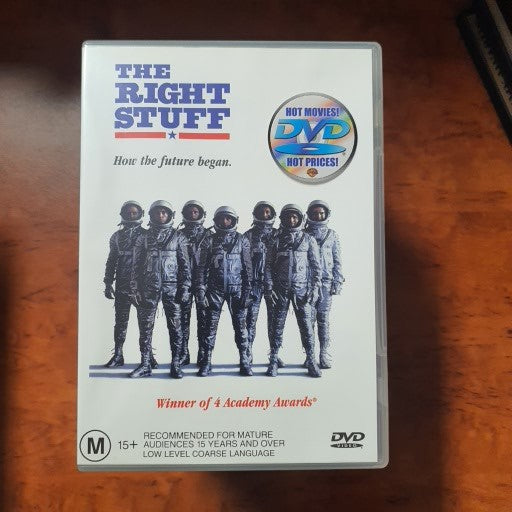 THE
RIGHT
STUFF
How the future began.
HOT MOVIES!
DVD
HOT PRICES!
Winner of 4 Academy Awards®
M
15+
RECOMMENDED FOR MATURE
AUDIENCES 15 YEARS AND OVER
LOW LEVEL COARSE LANGUAGE
DVD
VIDEO